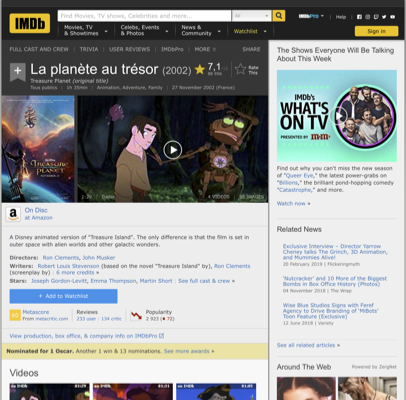 IMDb
Find Movies, TV shows, Celebrities and more...
All
IMDbPro
Help
Movies, TV & Showtimes
Celebs, Events & Photos
News & Community
Watchlist
Sign in
FULL CAST AND CREW | TRIVIA | USER REVIEWS | IMDbPro | MORE
SHARE
La planète au trésor (2002)
7,1
Rate This
Treasure Planet (original title)
Tous publics | 1h 35min | Animation, Adventure, Family | 27 November 2002 (France)
TREASURE PLANET
4 VIDEOS
On Disc
at Amazon
A Disney animated version of "Treasure Island". The only difference is that the film is set in outer space with alien worlds and other galactic wonders.
Directors: Ron Clements, John Musker
Writers: Robert Louis Stevenson (based on the novel "Treasure Island" by), Ron Clements (screenplay by) | 6 more credits »
Stars: Joseph Gordon-Levitt, Emma Thompson, Martin Short | See full cast & crew »
+ Add to Watchlist
Metascore
From metacritic.com
Reviews
233 user | 134 critic
Popularity
2 923
View production, box office, & company info on IMDbPro
Nominated for 1 Oscar. Another 1 win & 13 nominations. See more awards »
Videos
The Shows Everyone Will Be Talking About This Week
IMDb's
WHAT'S ON TV
PRESENTED BY
Find out why you can't miss the new season of "Queer Eye," the latest power-grabs on "Billions," the brilliant pond-hopping comedy "Catastrophe," and more.
Watch now »
Related News
Exclusive Interview – Director Yarrow Cheney talks The Grinch, 3D Animation, and Mummies Alive!
20 February 2019 | Flickeringmyth
'Nutcracker' and 10 More of the Biggest Bombs in Box Office History (Photos)
04 November 2018 | The Wrap
Wise Blue Studios Signs with Feref Agency to Drive Branding of 'MiBots' Toon Feature (Exclusive)
12 June 2018 | Variety
See all related articles »
Around The Web
Powered by ZergNet